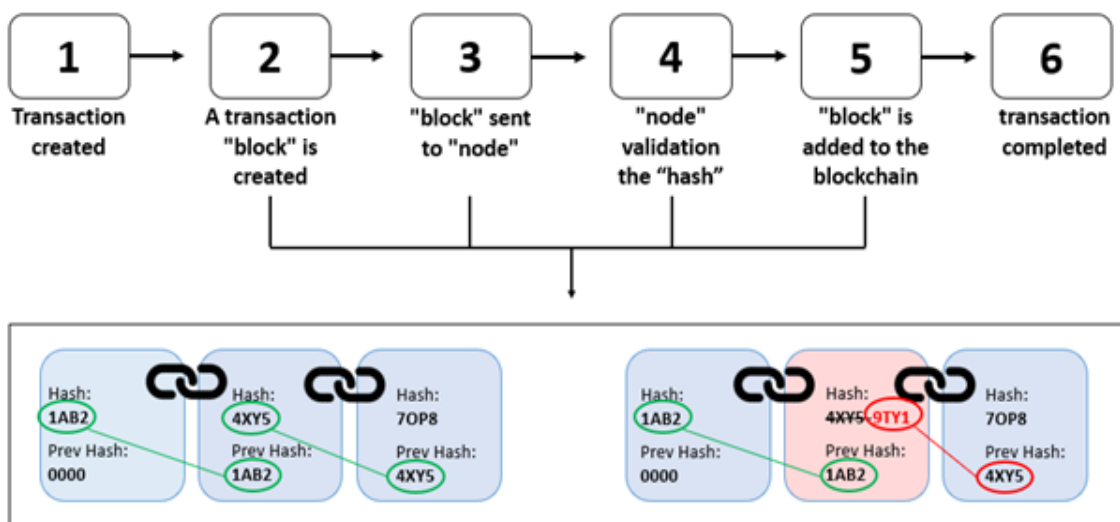 1
2
3
4
5
6
Transaction
created
A transaction
"block" is
created
"block" sent
to "node"
"node"
validation
the “hash”
"block" is
added to the
blockchain
transaction
completed
Hash:
1AB2
Prev Hash:
0000
Hash:
4XY5
Prev Hash:
1AB2
Hash:
7OP8
Prev Hash:
4XY5
Hash:
1AB2
Prev Hash:
0000
Hash:
4XY5 9TY1
Prev Hash:
1AB2
Hash:
7OP8
Prev Hash:
4XY5